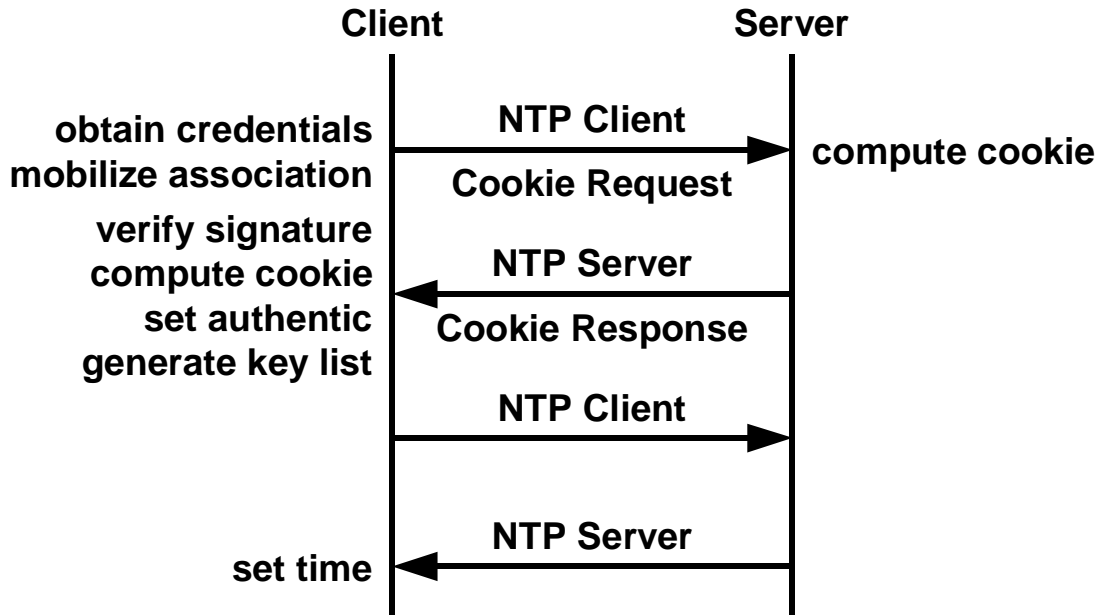 Client
Server
obtain credentials
mobilize association
NTP Client
Cookie Request
compute cookie
verify signature
compute cookie
set authentic
generate key list
NTP Server
Cookie Response
NTP Client
NTP Server
set time